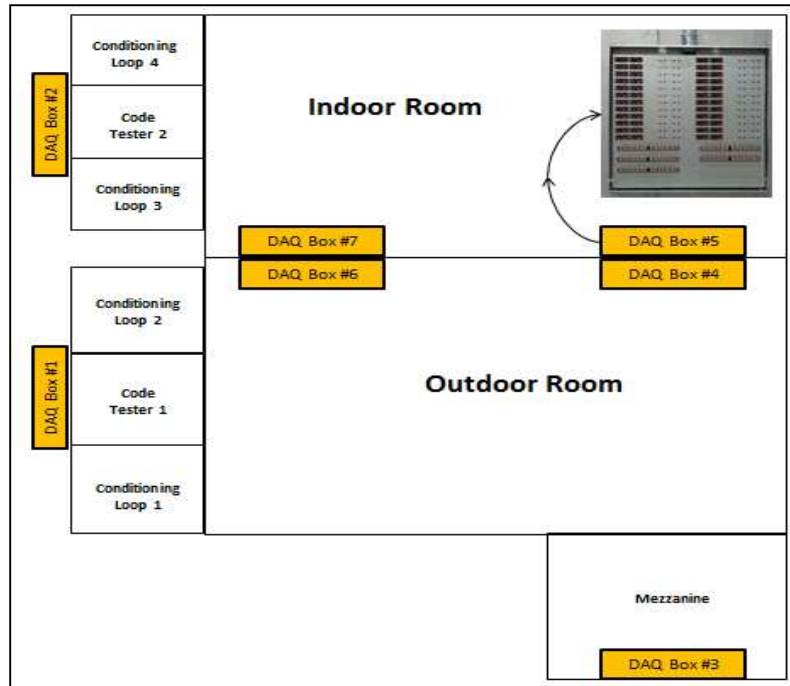 Conditioning
Loop 4
DAQ Box #2
Code
Tester 2
Conditioning
Loop 3
Indoor Room
DAQ Box #7
DAQ Box #5
DAQ Box #6
DAQ Box #4
Conditioning
Loop 2
DAQ Box #1
Code
Tester 1
Conditioning
Loop 1
Outdoor Room
Mezzanine
DAQ Box #3